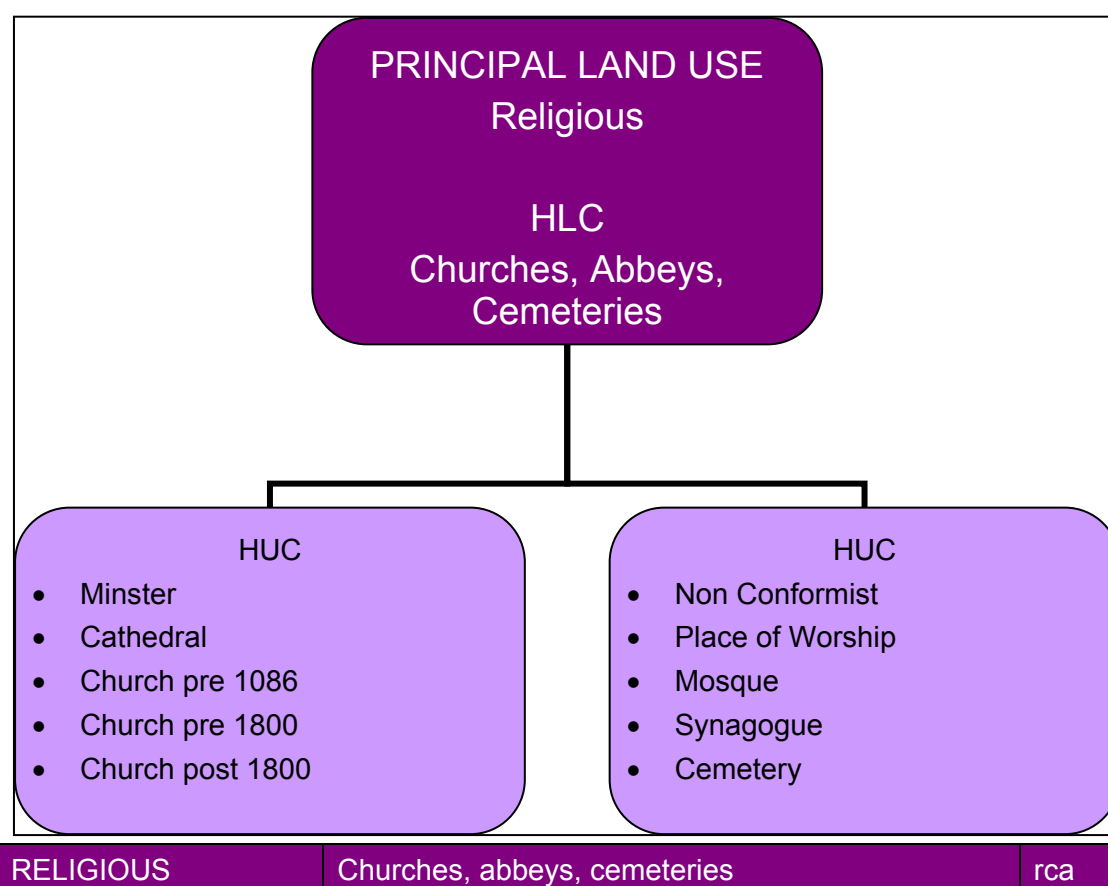 PRINCIPAL LAND USE
Religious
HLC
Churches, Abbeys,
Cemeteries
HUC
• Minster
• Cathedral
• Church pre 1086
• Church pre 1800
• Church post 1800
HUC
• Non Conformist
• Place of Worship
• Mosque
• Synagogue
• Cemetery
RELIGIOUS Churches, abbeys, cemeteries rca